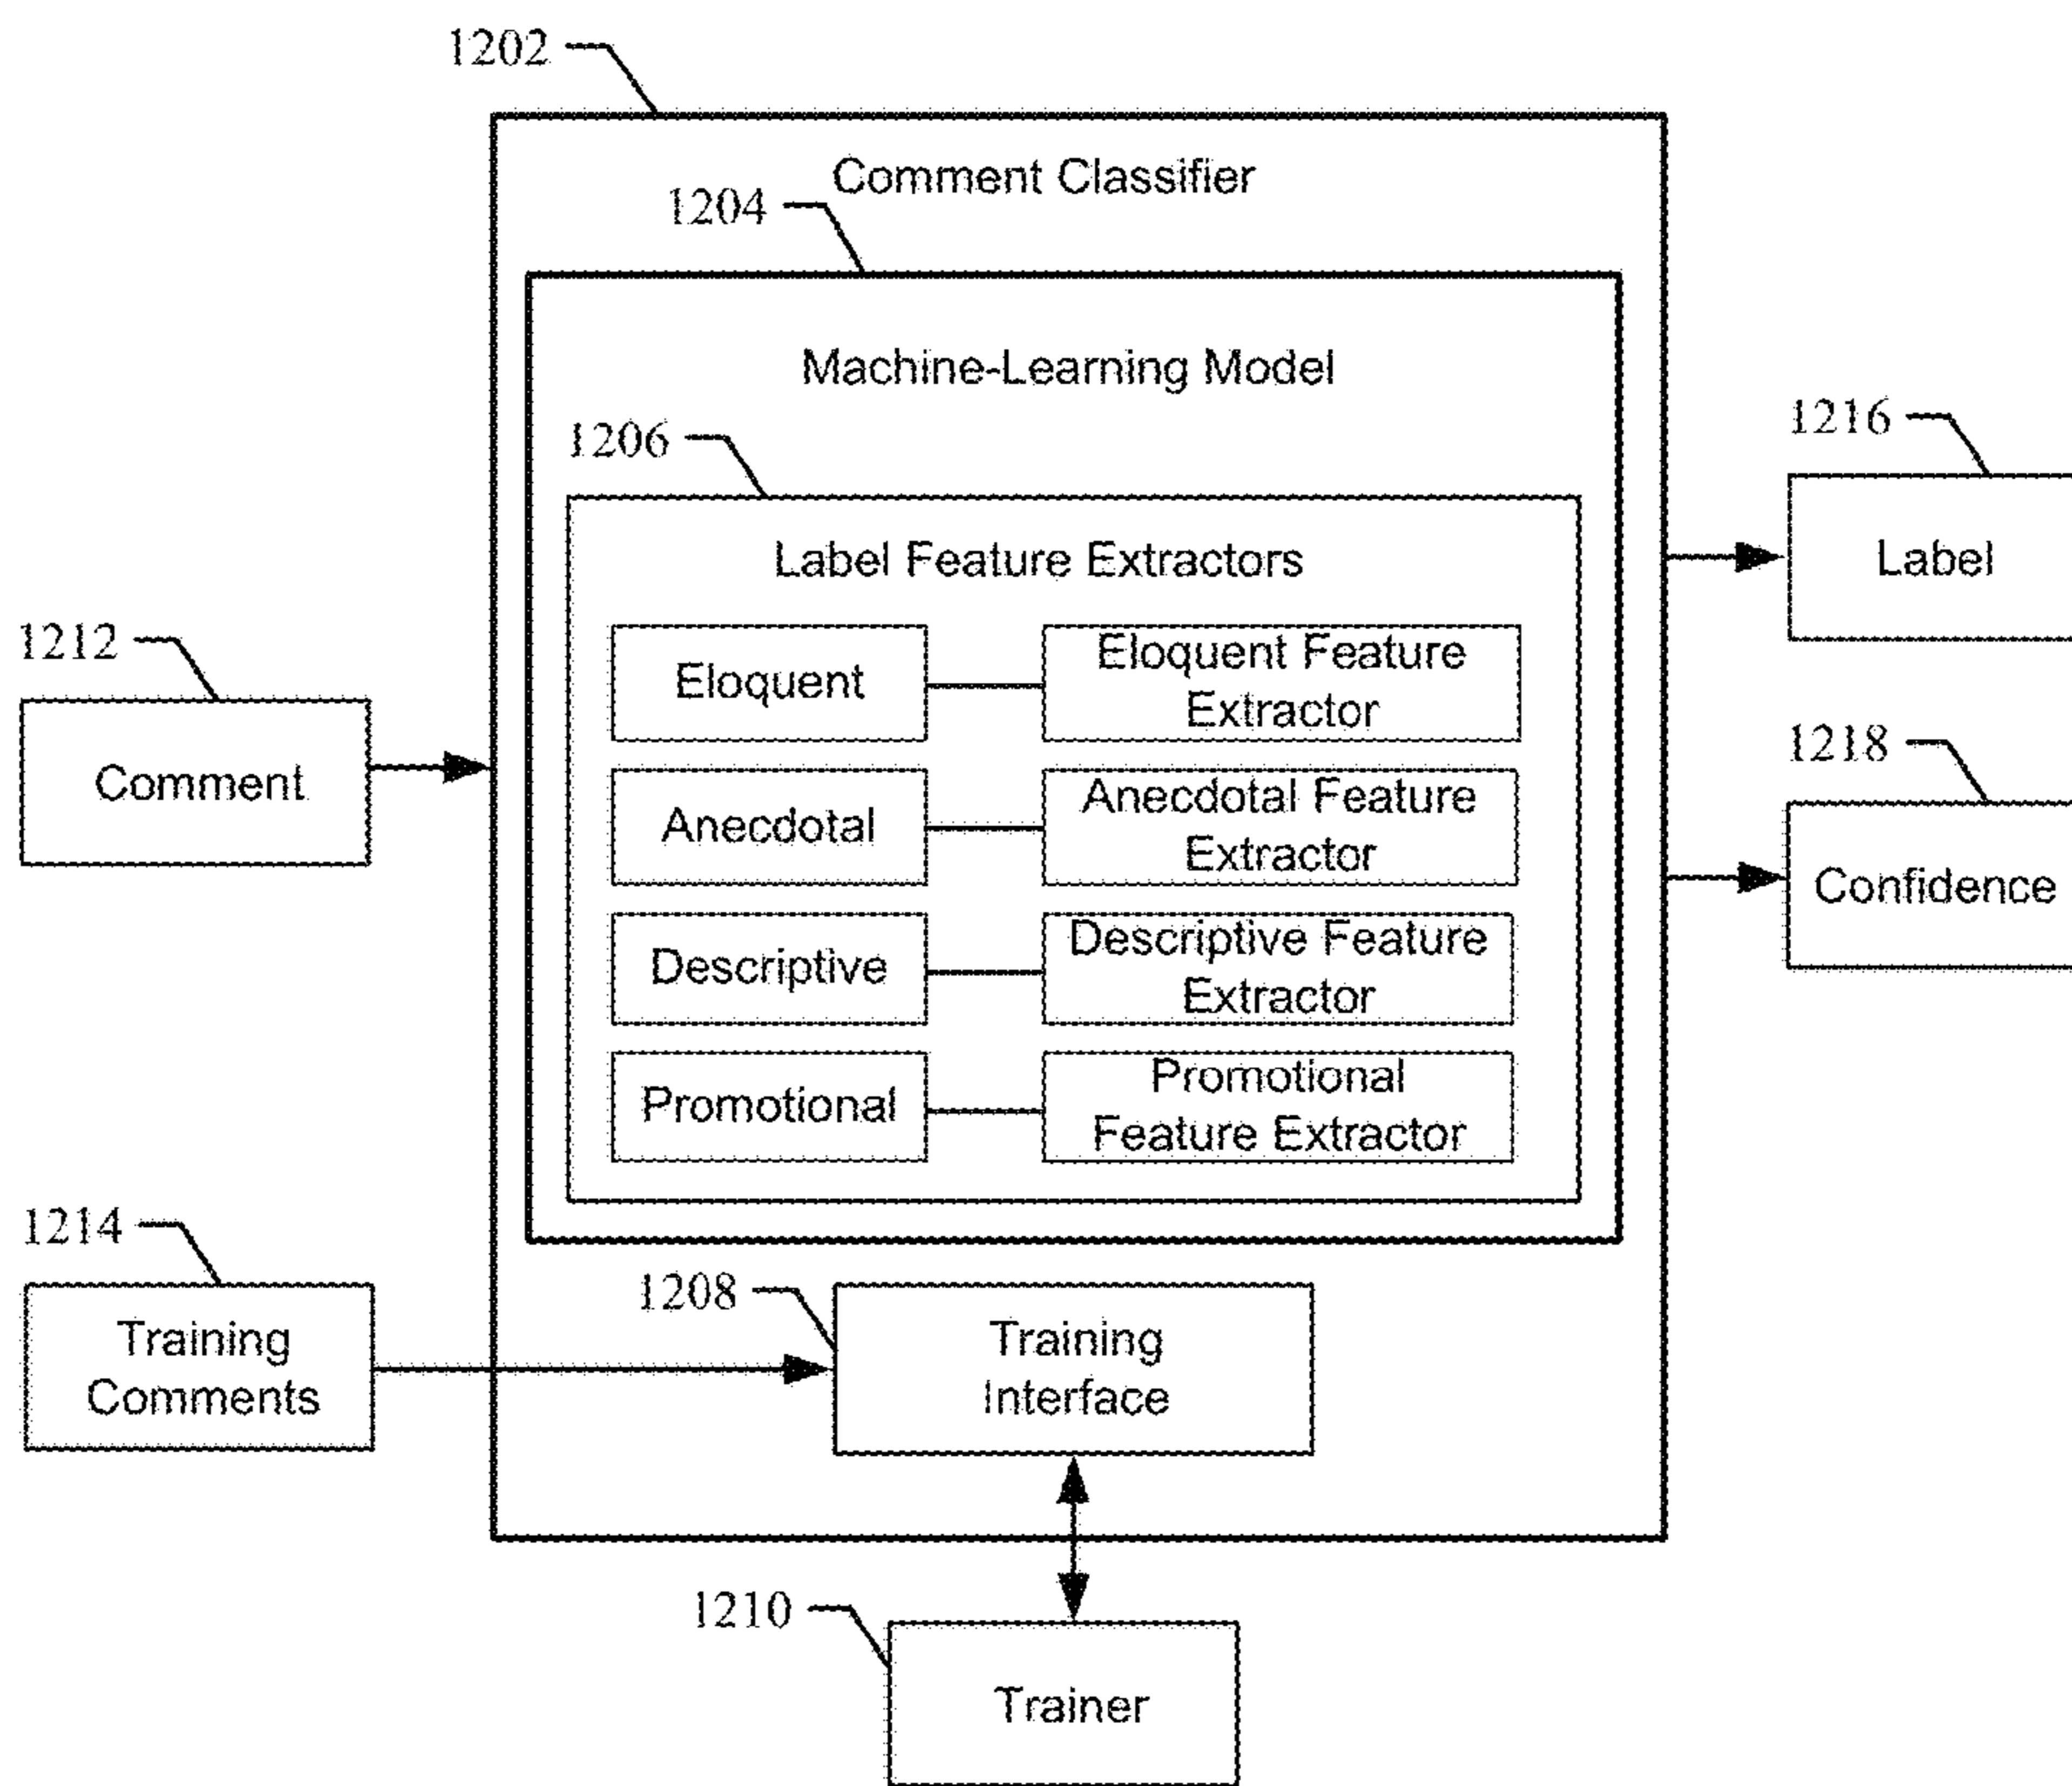 1202
Comment Classifier
1204
Machine-Learning Model
1206
Label Feature Extractors
Eloquent
Eloquent Feature
Extractor
Anecdotal
Anecdotal Feature
Extractor
Descriptive
Descriptive Feature
Extractor
Promotional
Promotional
Feature Extractor
1212
Comment
1216
Label
1218
Confidence
1214
Training
Comments
1208
Training
Interface
1210
Trainer